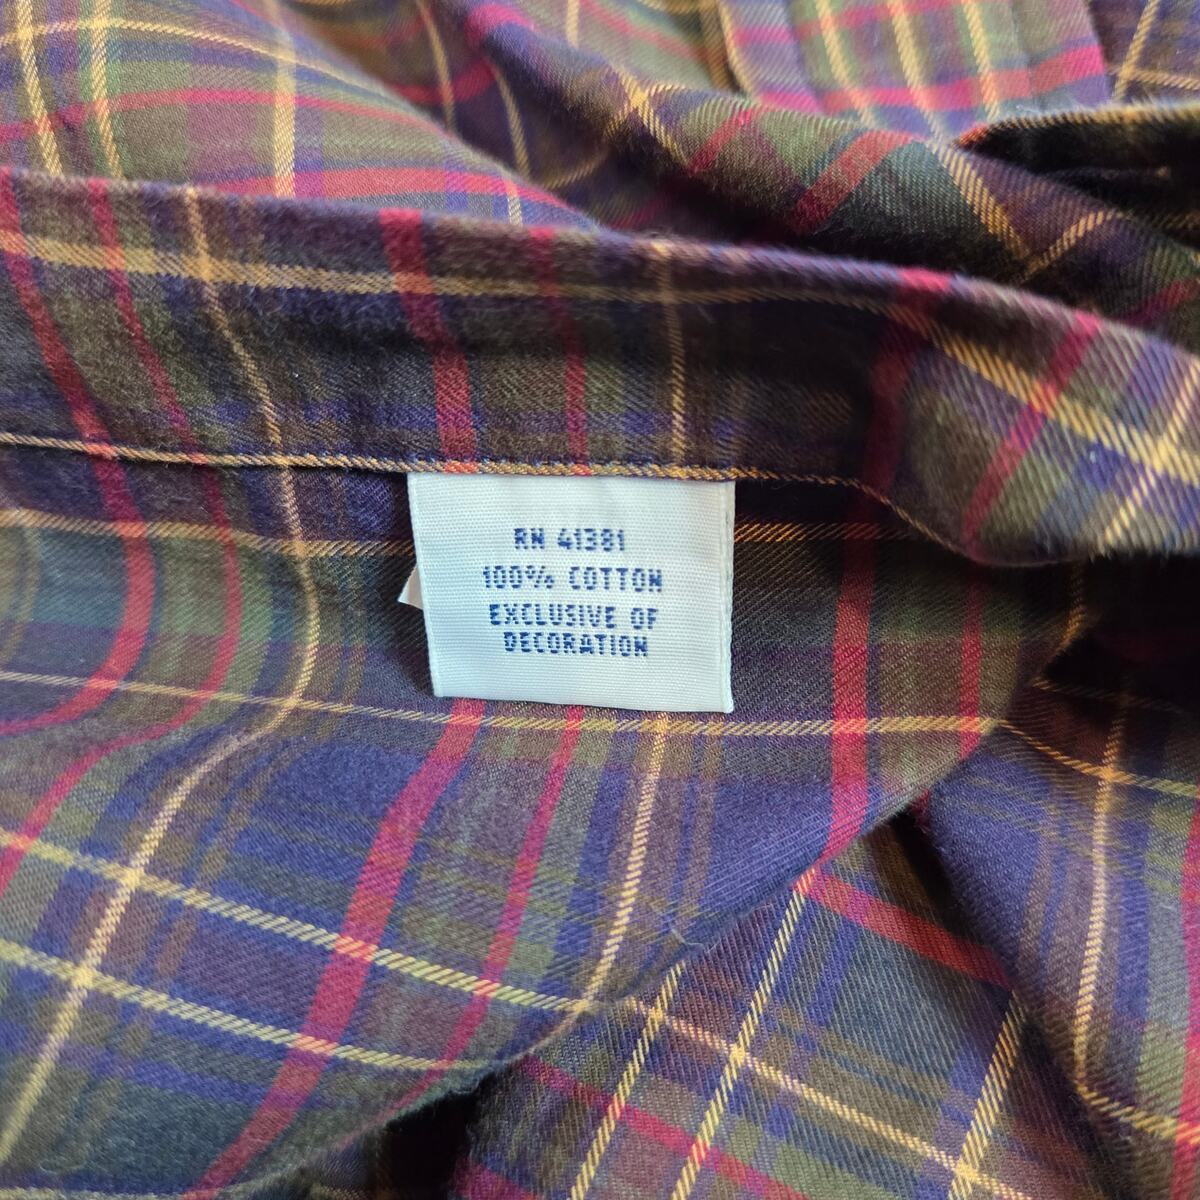 RN 41381
100% COTTON
EXCLUSIVE OF
DECORATION